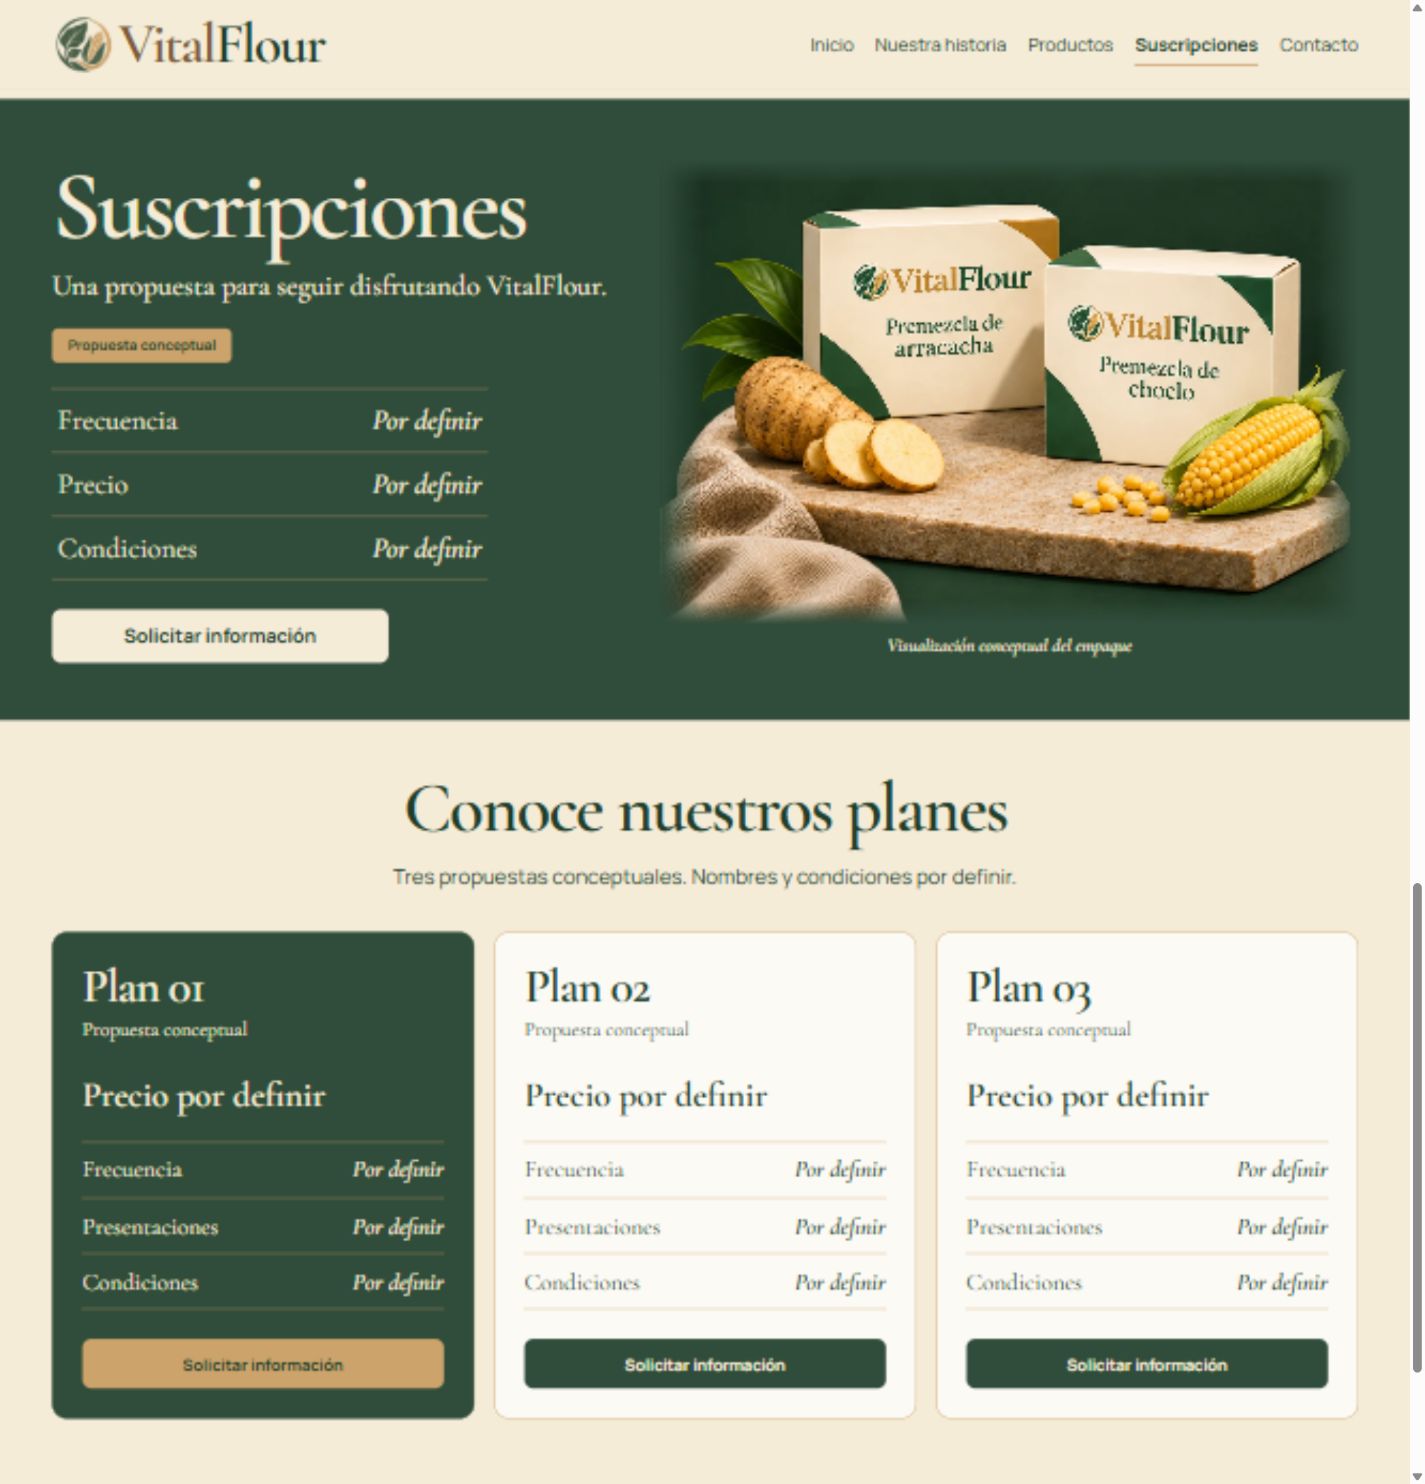 VitalFlour
Inicio Nuestra historia Productos Suscripciones Contacto
Suscripciones
Una propuesta para seguir disfrutando VitalFlour.
Propuesta conceptual
Frecuencia Por definir
Precio Por definir
Condiciones Por definir
Solicitar información
VitalFlour
Premezcla de
arracacha
VitalFlour
Premezcla de
choclo
Visualización conceptual del empaque
Conoce nuestros planes
Tres propuestas conceptuales. Nombres y condiciones por definir.
Plan 01
Propuesta conceptual
Precio por definir
Frecuencia Por definir
Presentaciones Por definir
Condiciones Por definir
Solicitar información
Plan 02
Propuesta conceptual
Precio por definir
Frecuencia Por definir
Presentaciones Por definir
Condiciones Por definir
Solicitar información
Plan 03
Propuesta conceptual
Precio por definir
Frecuencia Por definir
Presentaciones Por definir
Condiciones Por definir
Solicitar información